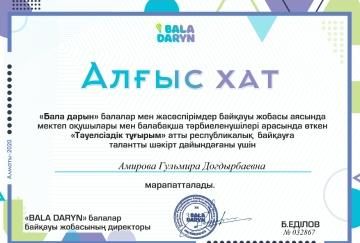 BALA
DARYN
Алғыс хат
«Бала дарын» балалар мен жасөспірімдер байқауы жобасы аясында
мектеп оқушылары мен балабақша тәрбиеленушілері арасында өткен
«Тәуелсіздік тұғырым» атты республикалық байқауға
талантты шәкірт дайындағаны үшін
Амирова Гульмира Догдырбаевна
марапатталады.
Алматы-2020
«BALA DARYN» балалар
байқауы жобасының директоры
Б.ЕДІЛОВ
№ 032867